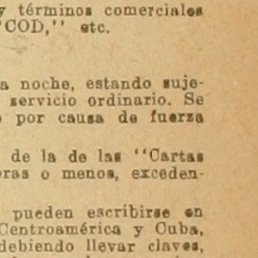 y términos comerciales
"COD," etc.
a noche, estando suje-
servicio ordinario. Se
por causa de fuerza
de la de las "Cartas
oras o menos, exceden-
pueden escribirse en
Centroamérica y Cuba,
debiendo llevar claves,